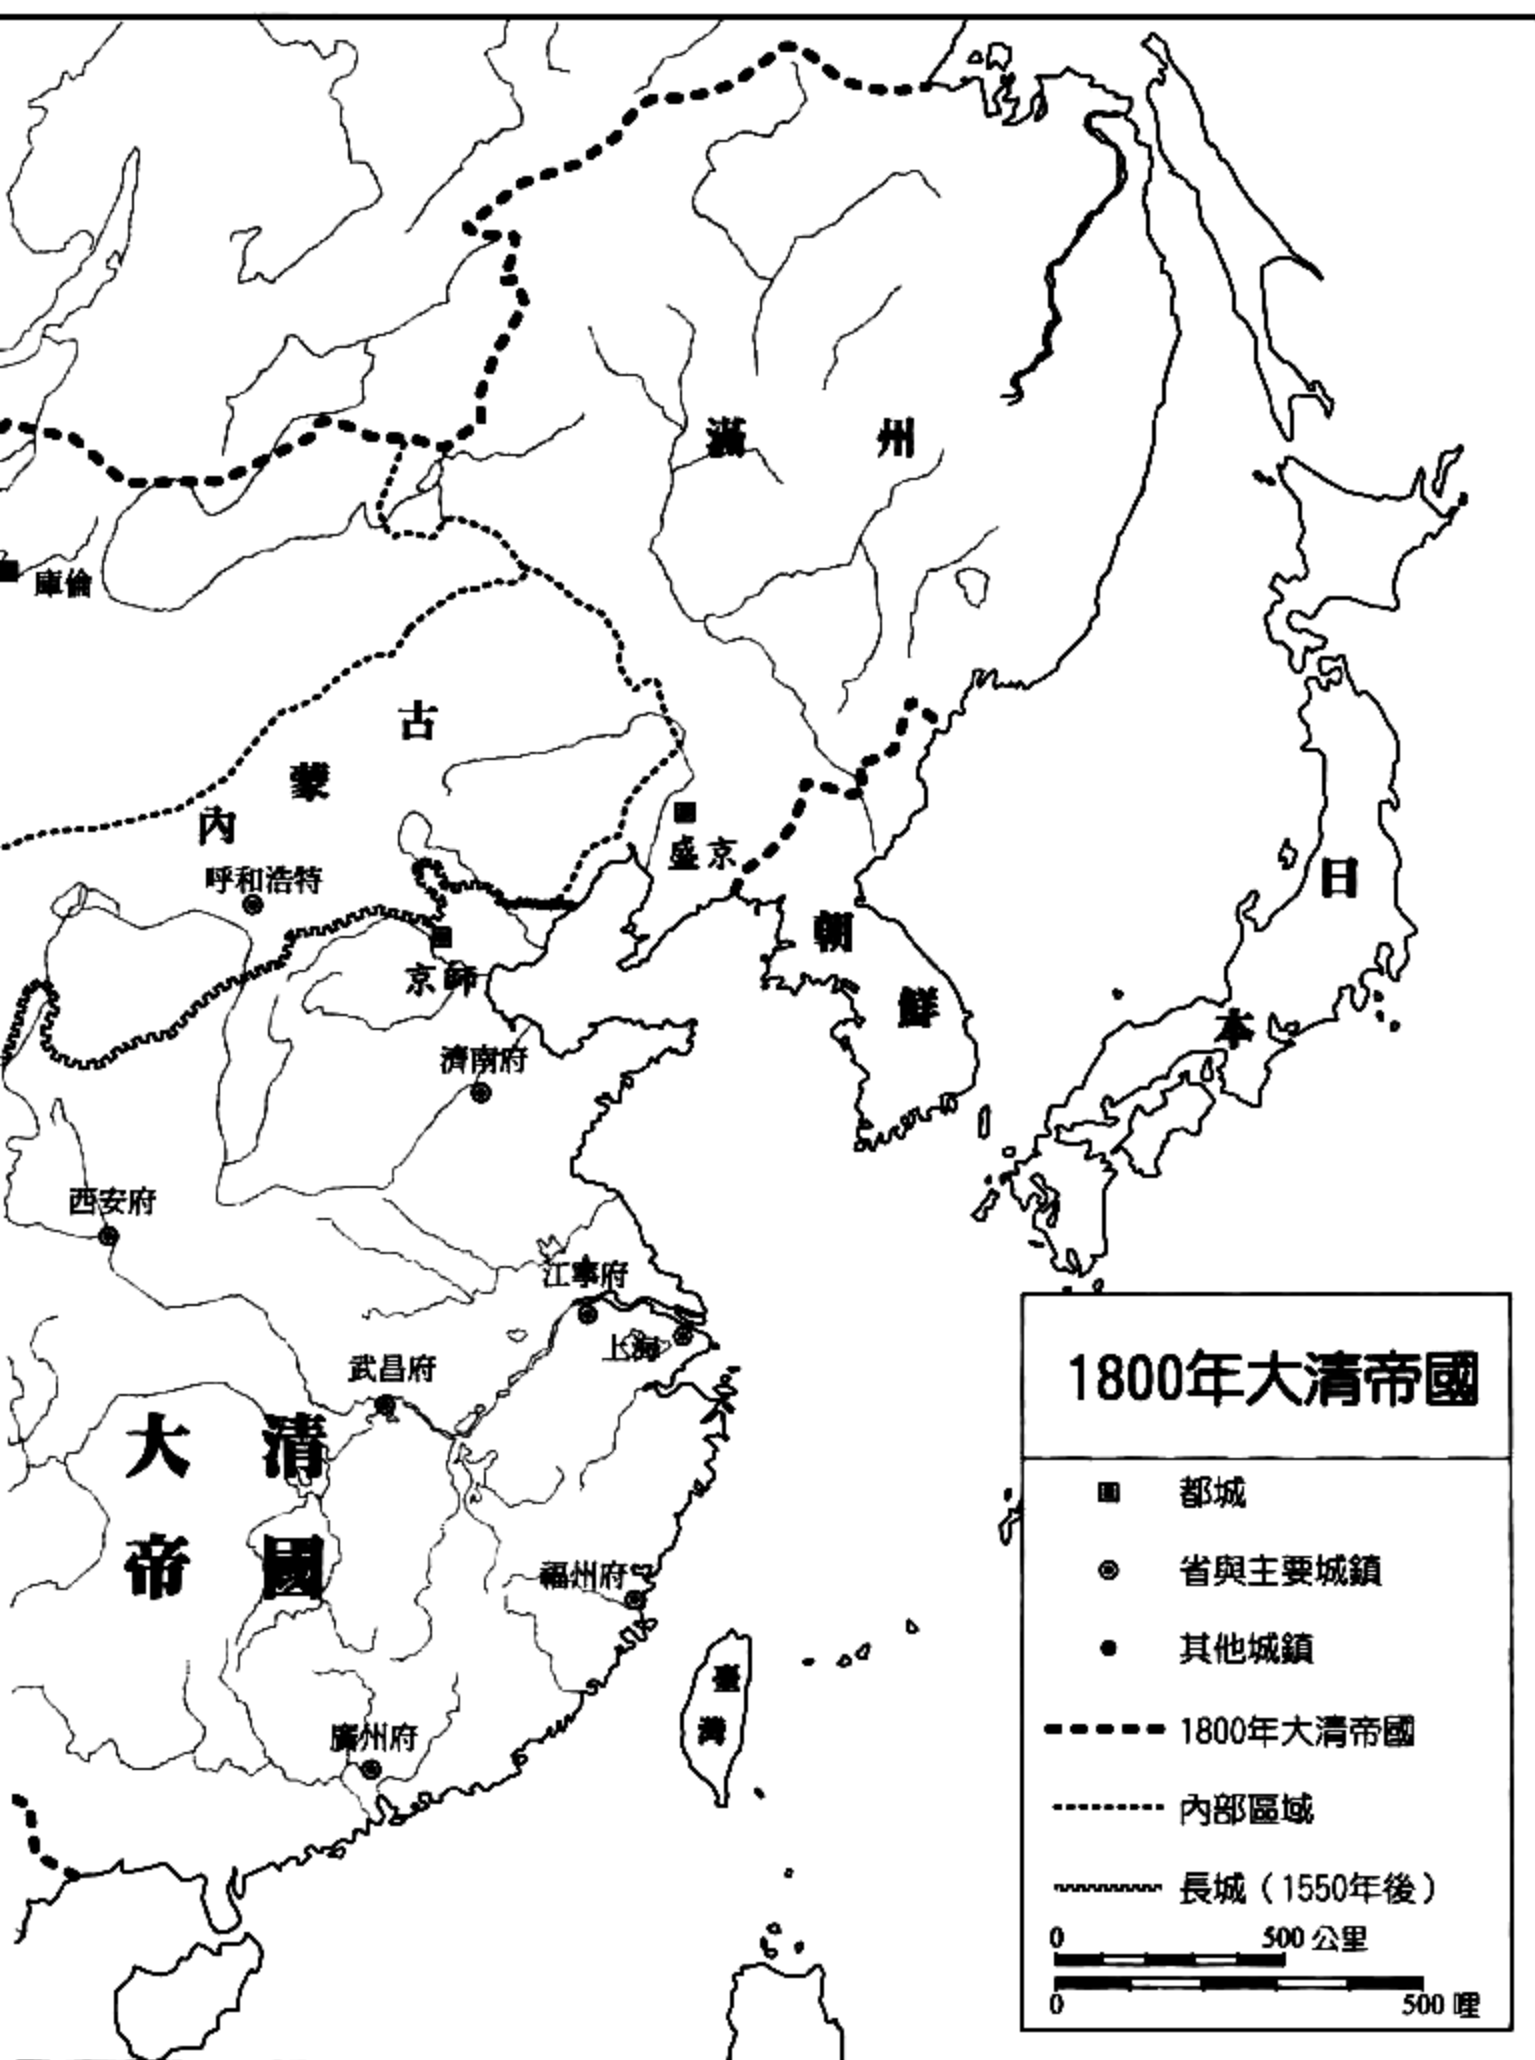 滿 州
庫倫
古
蒙
內
盛京
呼和浩特
朝
鮮
日
本
京師
濟南府
西安府
江寧府
上海
武昌府
大清
帝國
福州府
臺
灣
廣州府
1800年大清帝國
都城
省與主要城鎮
其他城鎮
1800年大清帝國
內部區域
長城（1550年後）
0 500 公里
0 500 哩